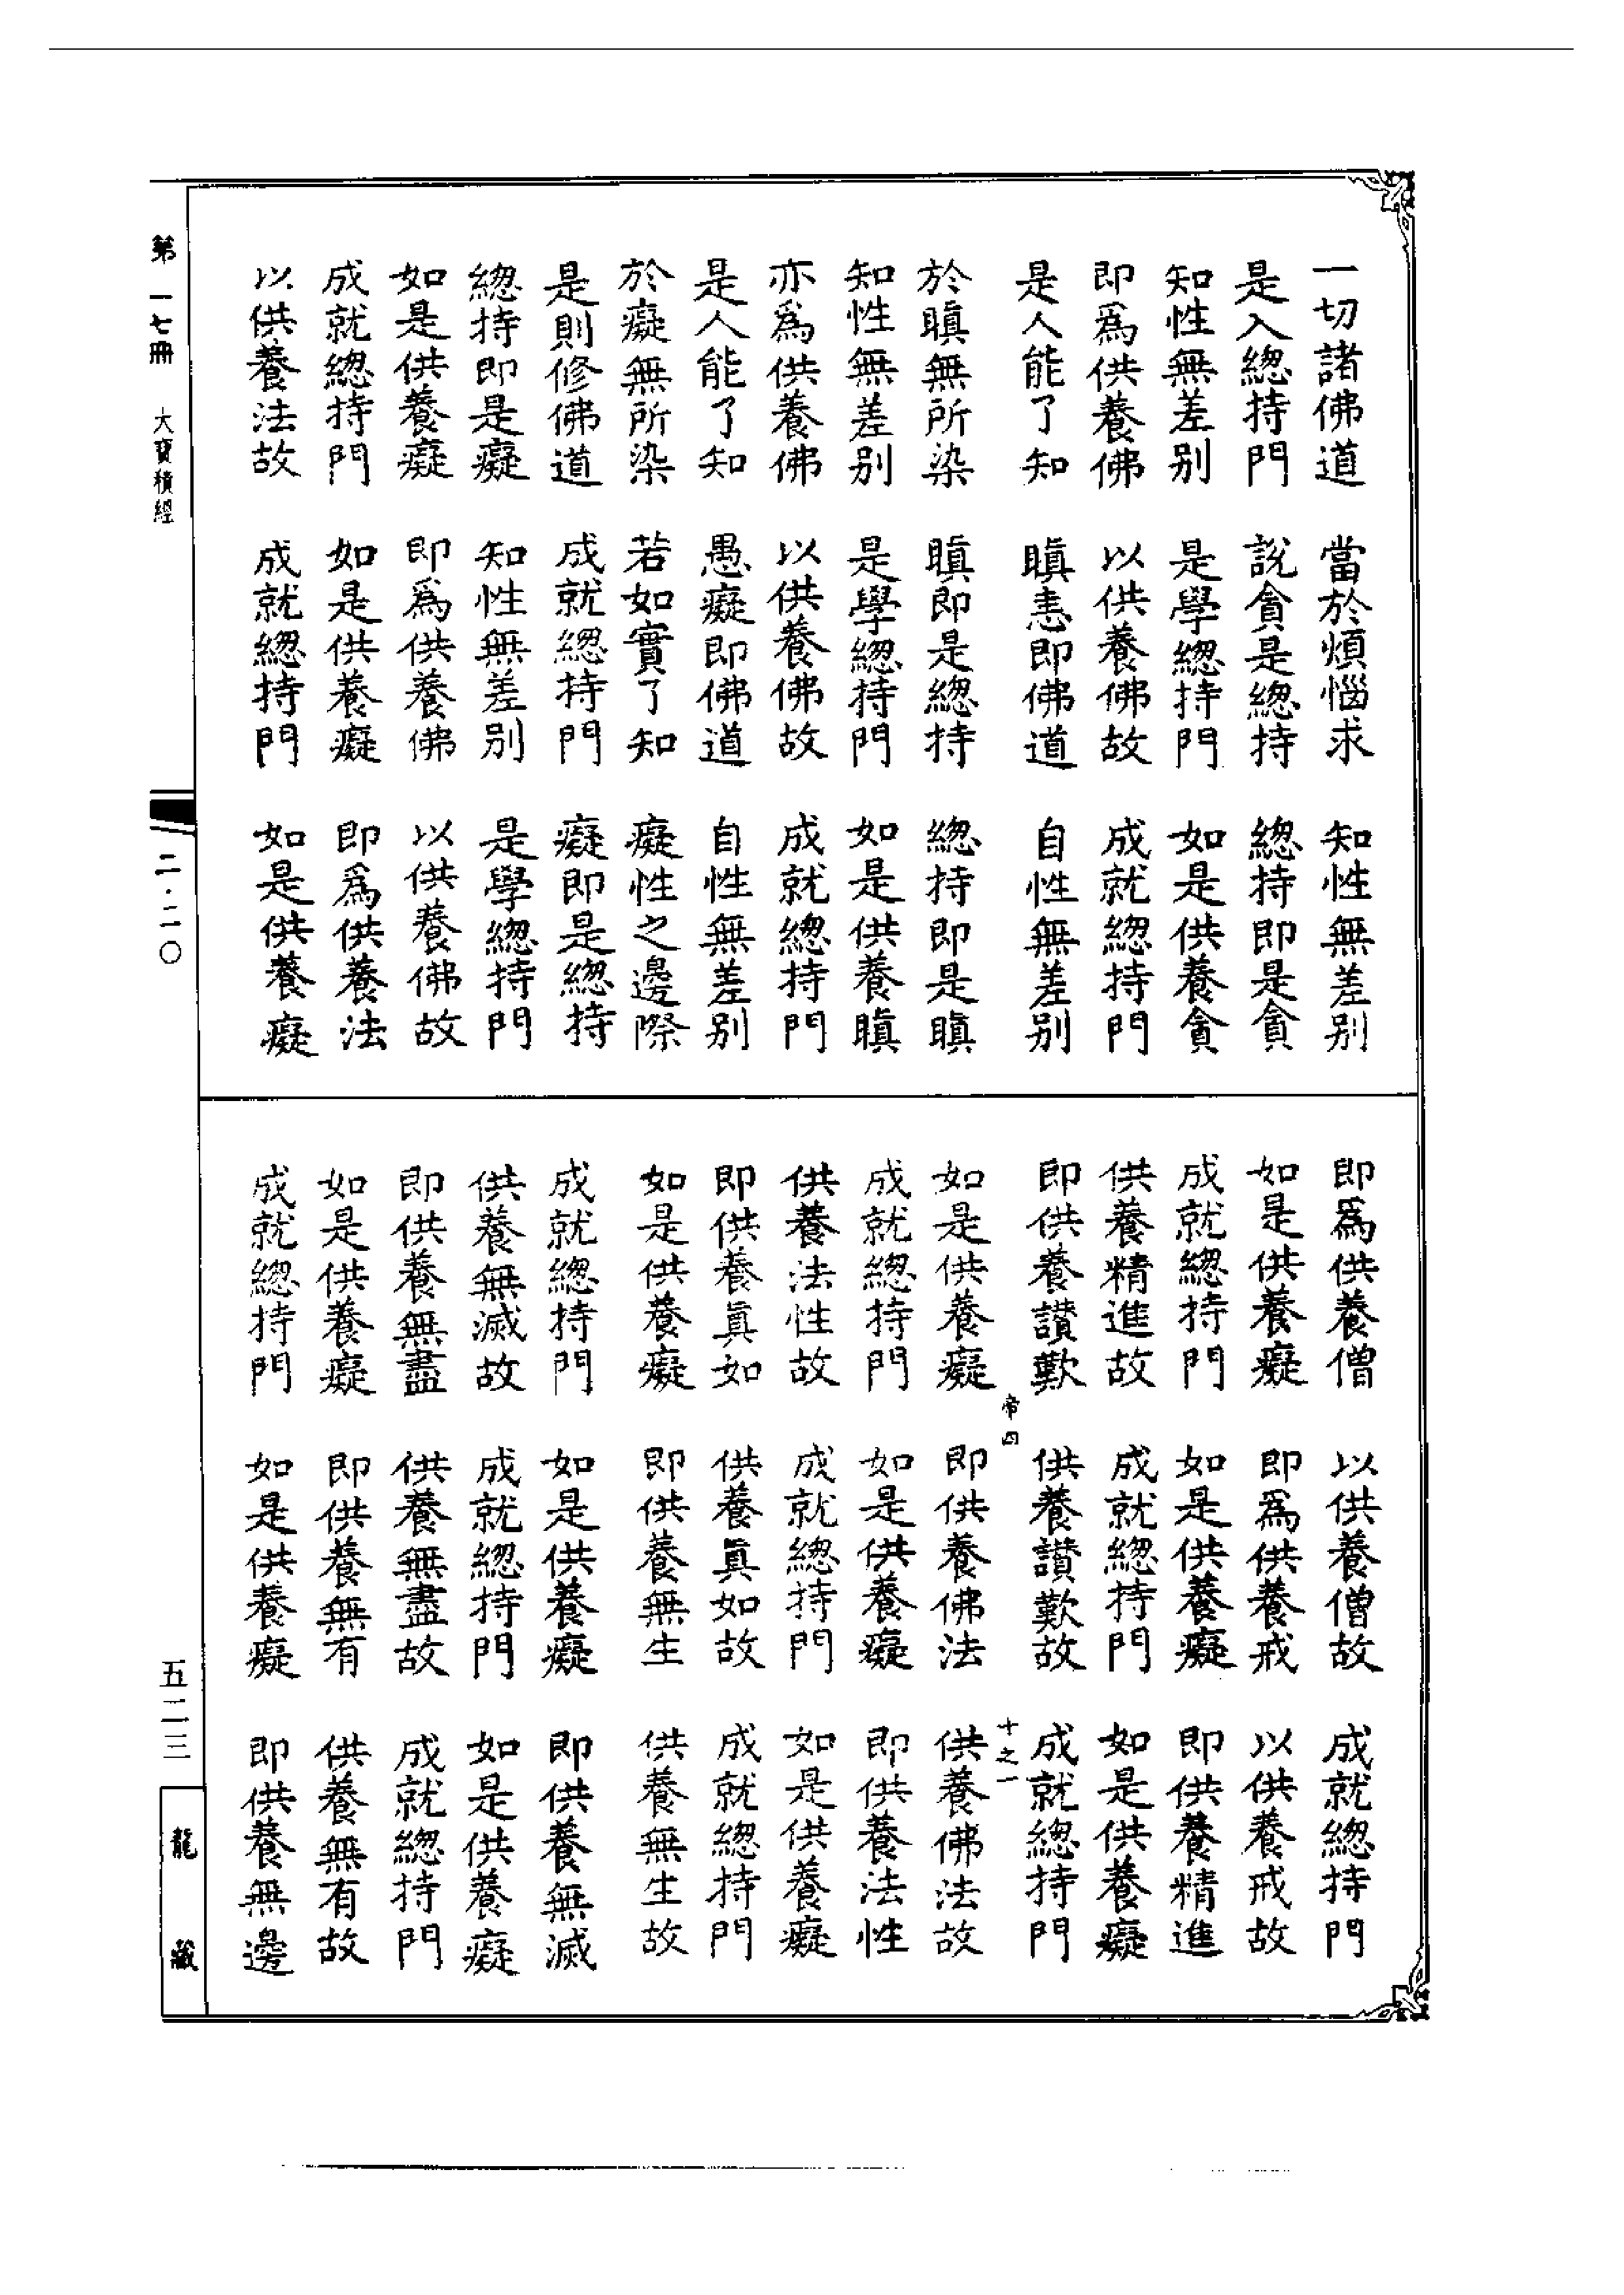 一切諸佛道　當於煩惱求　知性無差别
是入總持門　説貪是總持　總持即是貪
知性無差别　是學總持門　如是供養貪
即爲供養佛　以供養佛故　成就總持門
是人能了知　瞋恚即佛道　自性無差别
於瞋無所染　瞋即是總持　總持即是瞋
知性無差别　是學總持門　如是供養瞋
亦爲供養佛　以供養佛故　成就總持門
是人能了知　愚癡即佛道　自性無差别
於癡無所染　若如實了知　癡性之邊際
是則修佛道　成就總持門　癡即是總持
總持即是癡　知性無差别　是學總持門
如是供養癡　即爲供養佛　以供養佛故
成就總持門　如是供養癡　即爲供養法
以供養法故　成就總持門　如是供養癡
即爲供養僧　以供養僧故　成就總持門
如是供養癡　即爲供養戒　以供養戒故
成就總持門　如是供養癡　即供養精進
供養精進故　成就總持門　如是供養癡
即供養讃歎　供養讃歎故　成就總持門
帝四　十之一
如是供養癡　即供養佛法　供養佛法故
成就總持門　如是供養癡　即供養法性
供養法性故　成就總持門　如是供養癡
即供養眞如　供養眞如故　成就總持門
如是供養癡　即供養無生　供養無生故
成就總持門　如是供養癡　即供養無滅
供養無滅故　成就總持門　如是供養癡
即供養無盡　供養無盡故　成就總持門
如是供養癡　即供養無有　供養無有故
成就總持門　如是供養癡　即供養無邊
第一七冊　大寶積經　二·二〇　五二三　龍藏